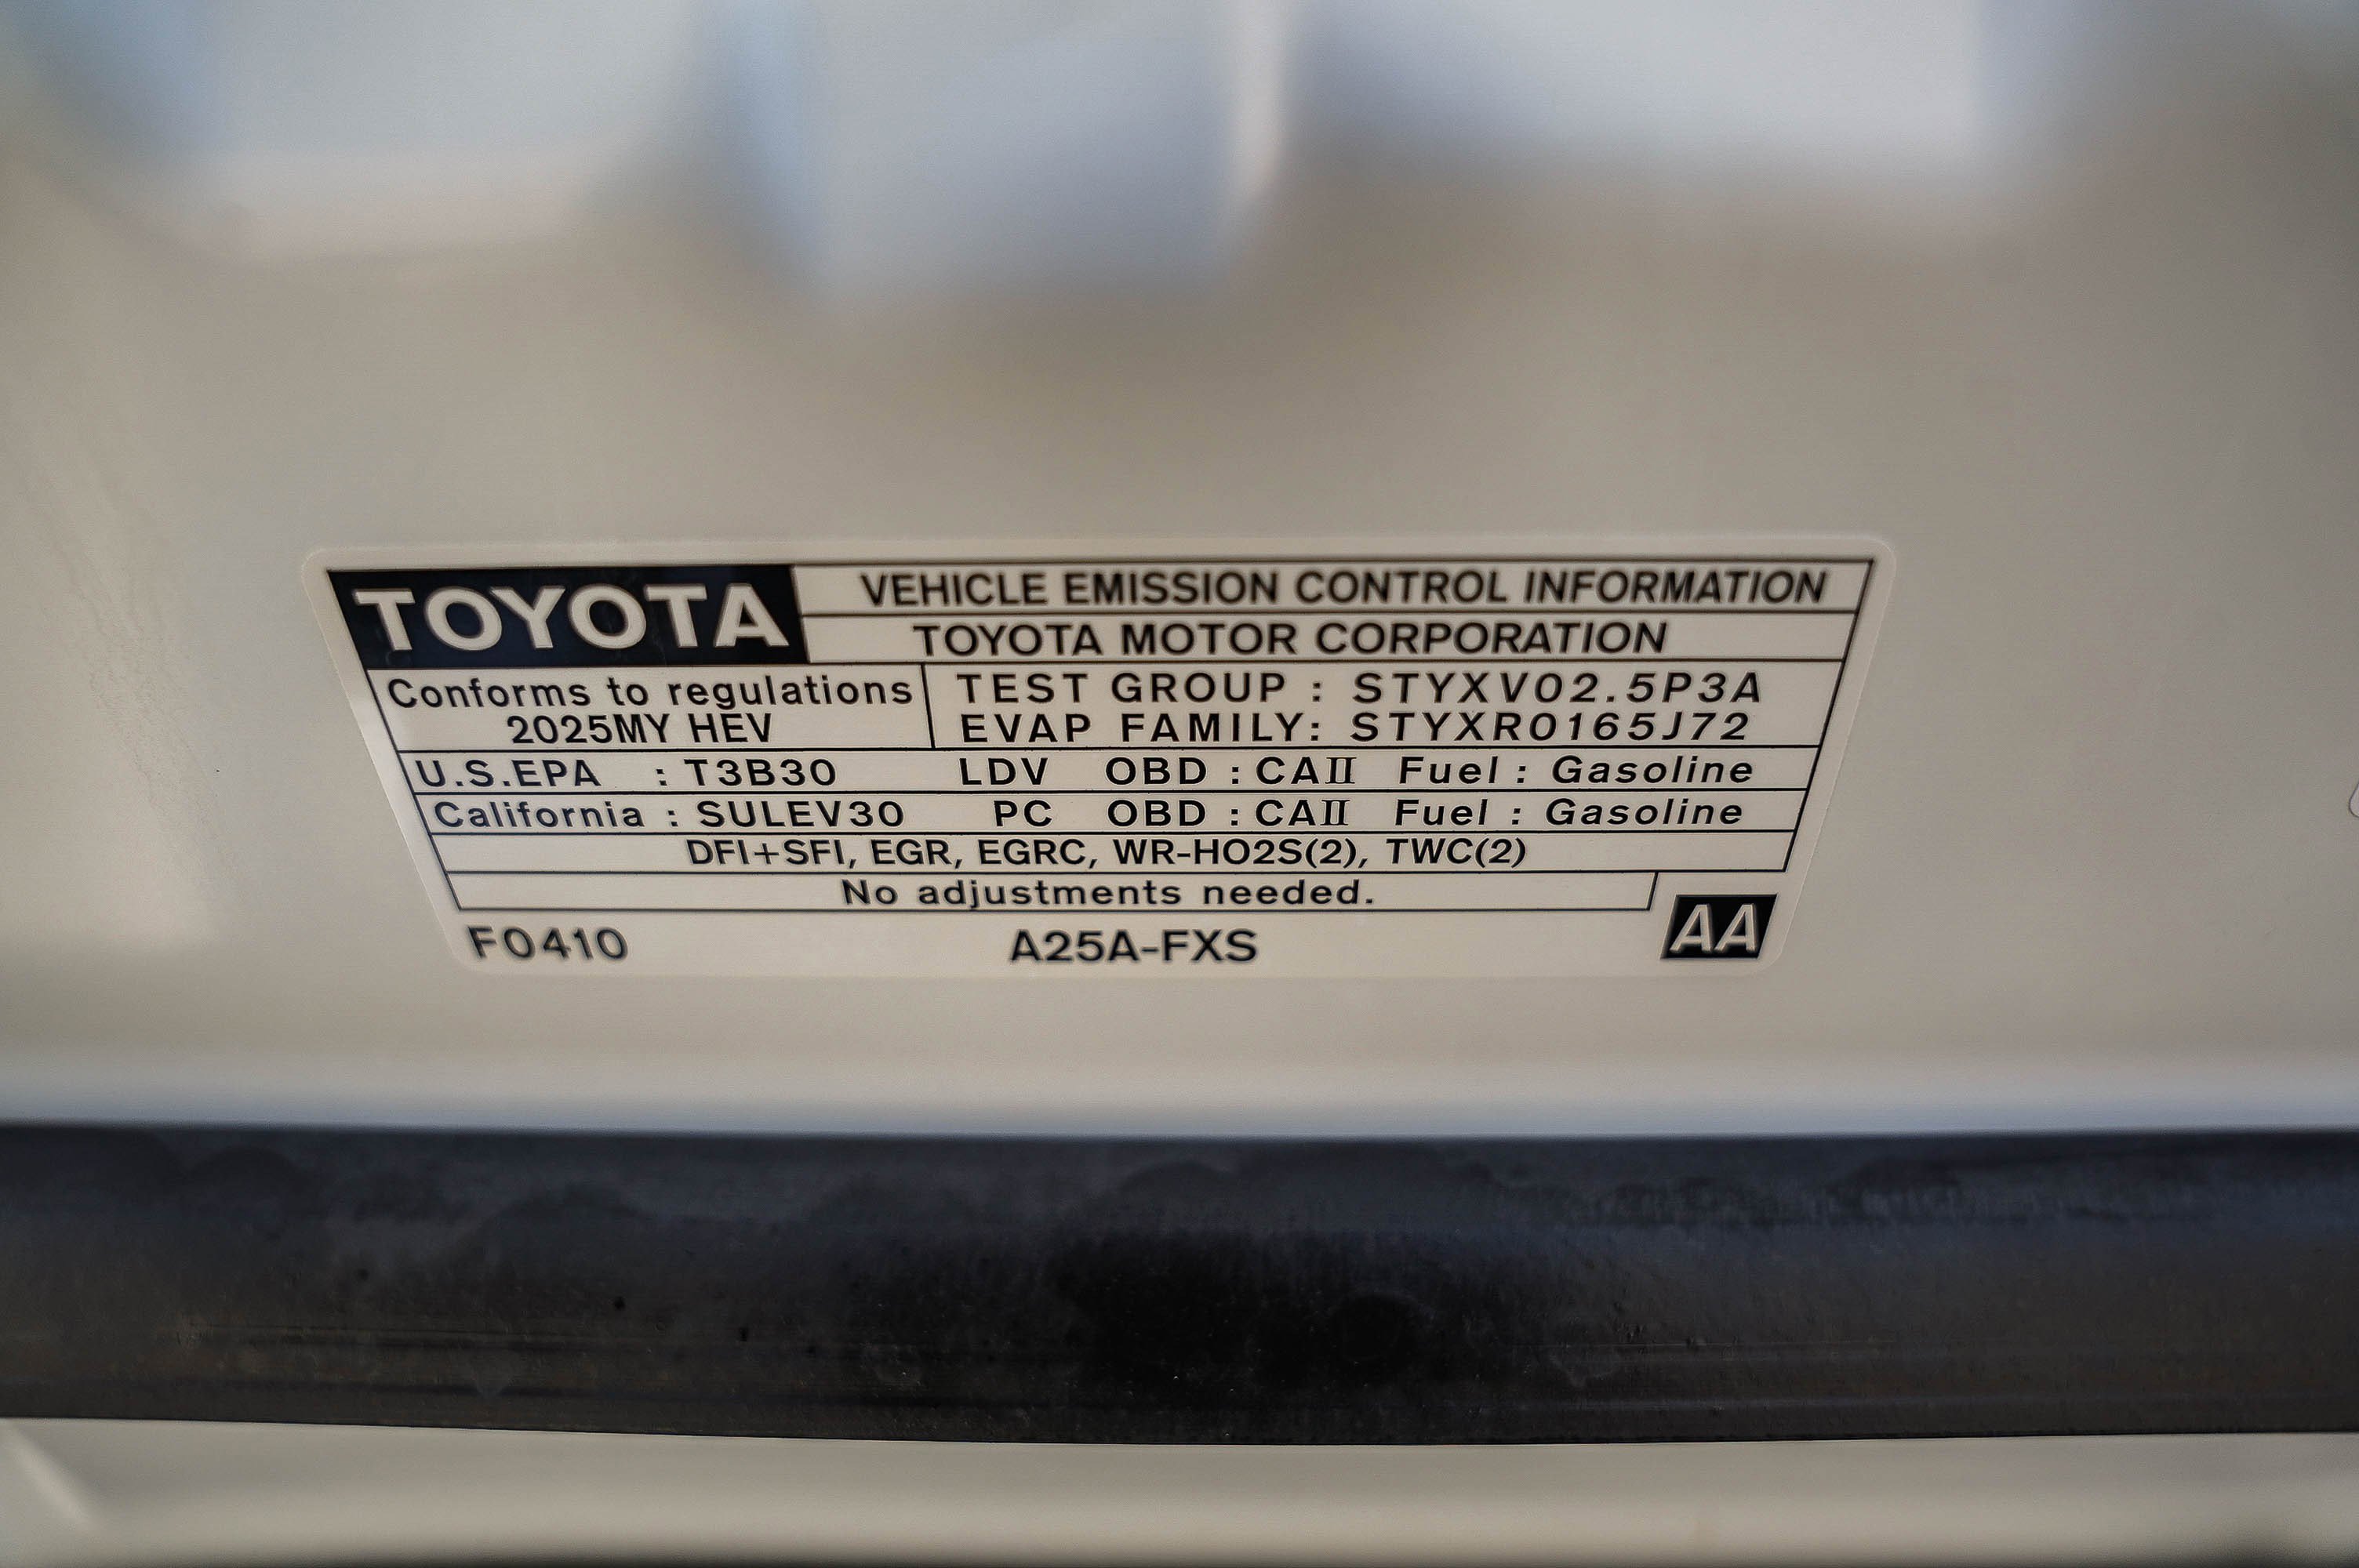 TOYOTA VEHICLE EMISSION CONTROL INFORMATION
TOYOTA MOTOR CORPORATION
Conforms to regulations
2025MY HEV
TEST GROUP : STYXV02.5P3A
EVAP FAMILY: STYXR0165J72
U.S.EPA : T3B30 LDV OBD : CAII Fuel : Gasoline
California : SULEV30 PC OBD : CAII Fuel : Gasoline
DFI+SFI, EGR, EGRC, WR-HO2S(2), TWC(2)
No adjustments needed.
F0410 A25A-FXS AA